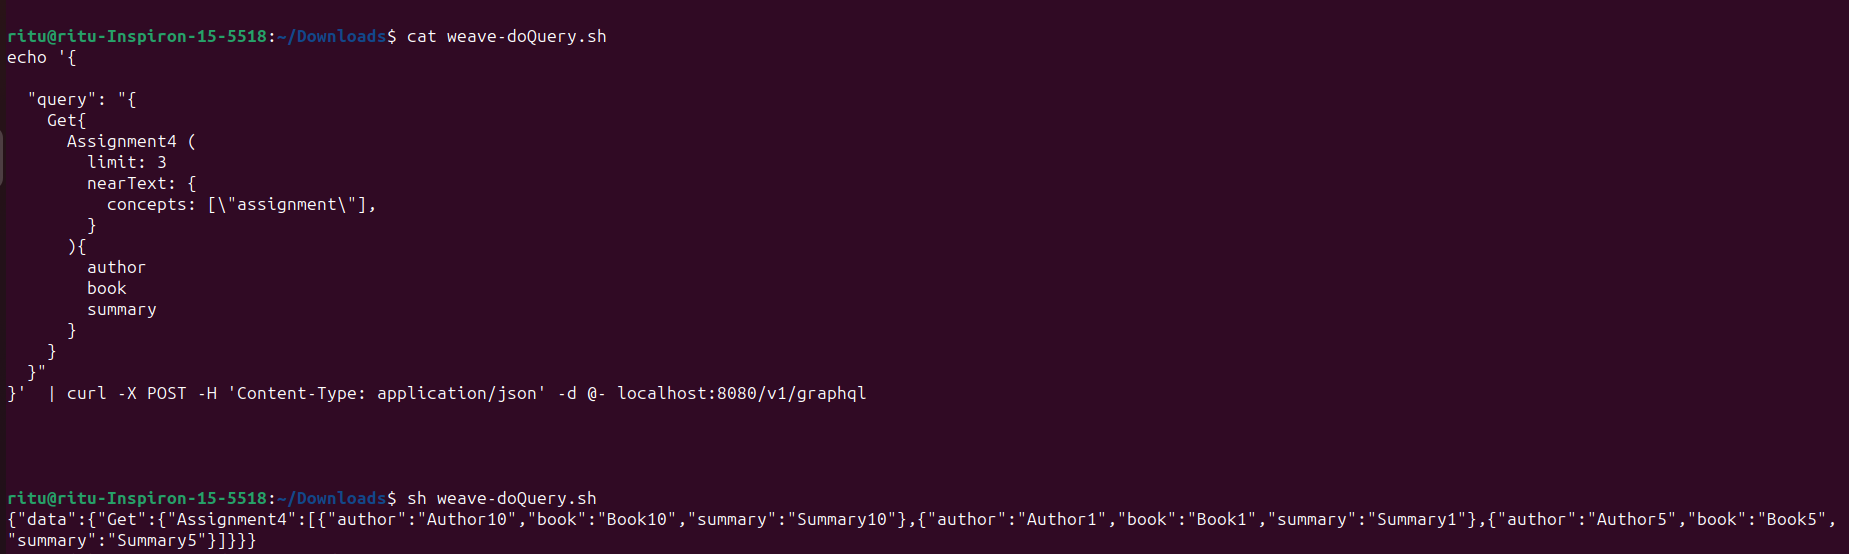 ritu@ritu-Inspiron-15-5518:~/Downloads$ cat weave-doQuery.sh
echo '{
"query": "{
Get{
Assignment4 (
limit: 3
nearText: {
concepts: [\"assignment\"],
}
){
author
book
summary
}
}
}"
}'  | curl -X POST -H 'Content-Type: application/json' -d @- localhost:8080/v1/graphql
ritu@ritu-Inspiron-15-5518:~/Downloads$ sh weave-doQuery.sh
{"data":{"Get":{"Assignment4":[{"author":"Author10","book":"Book10","summary":"Summary10"},{"author":"Author1","book":"Book1","summary":"Summary1"},{"author":"Author5","book":"Book5",
"summary":"Summary5"}]}}}